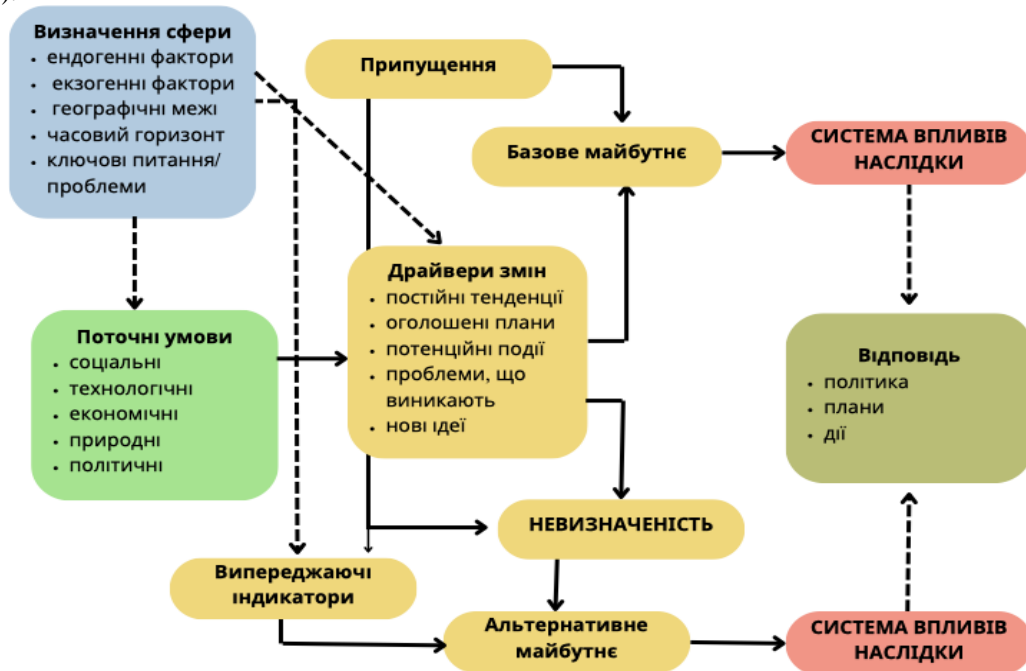 ).
Визначення сфери
• ендогенні фактори
• екзогенні фактори
• географічні межі
• часовий горизонт
• ключові питання/
проблеми
Припущення
Базове майбутнє
СИСТЕМА ВПЛИВІВ
НАСЛІДКИ
Поточні умови
• соціальні
• технологічні
• економічні
• природні
• політичні
Драйвери змін
• постійні тенденції
• оголошені плани
• потенційні події
• проблеми, що
виникають
• нові ідеї
Відповідь
• політика
• плани
• дії
НЕВИЗНАЧЕНІСТЬ
Випереджаючі
індикатори
Альтернативне
майбутнє
СИСТЕМА ВПЛИВІВ
НАСЛІДКИ